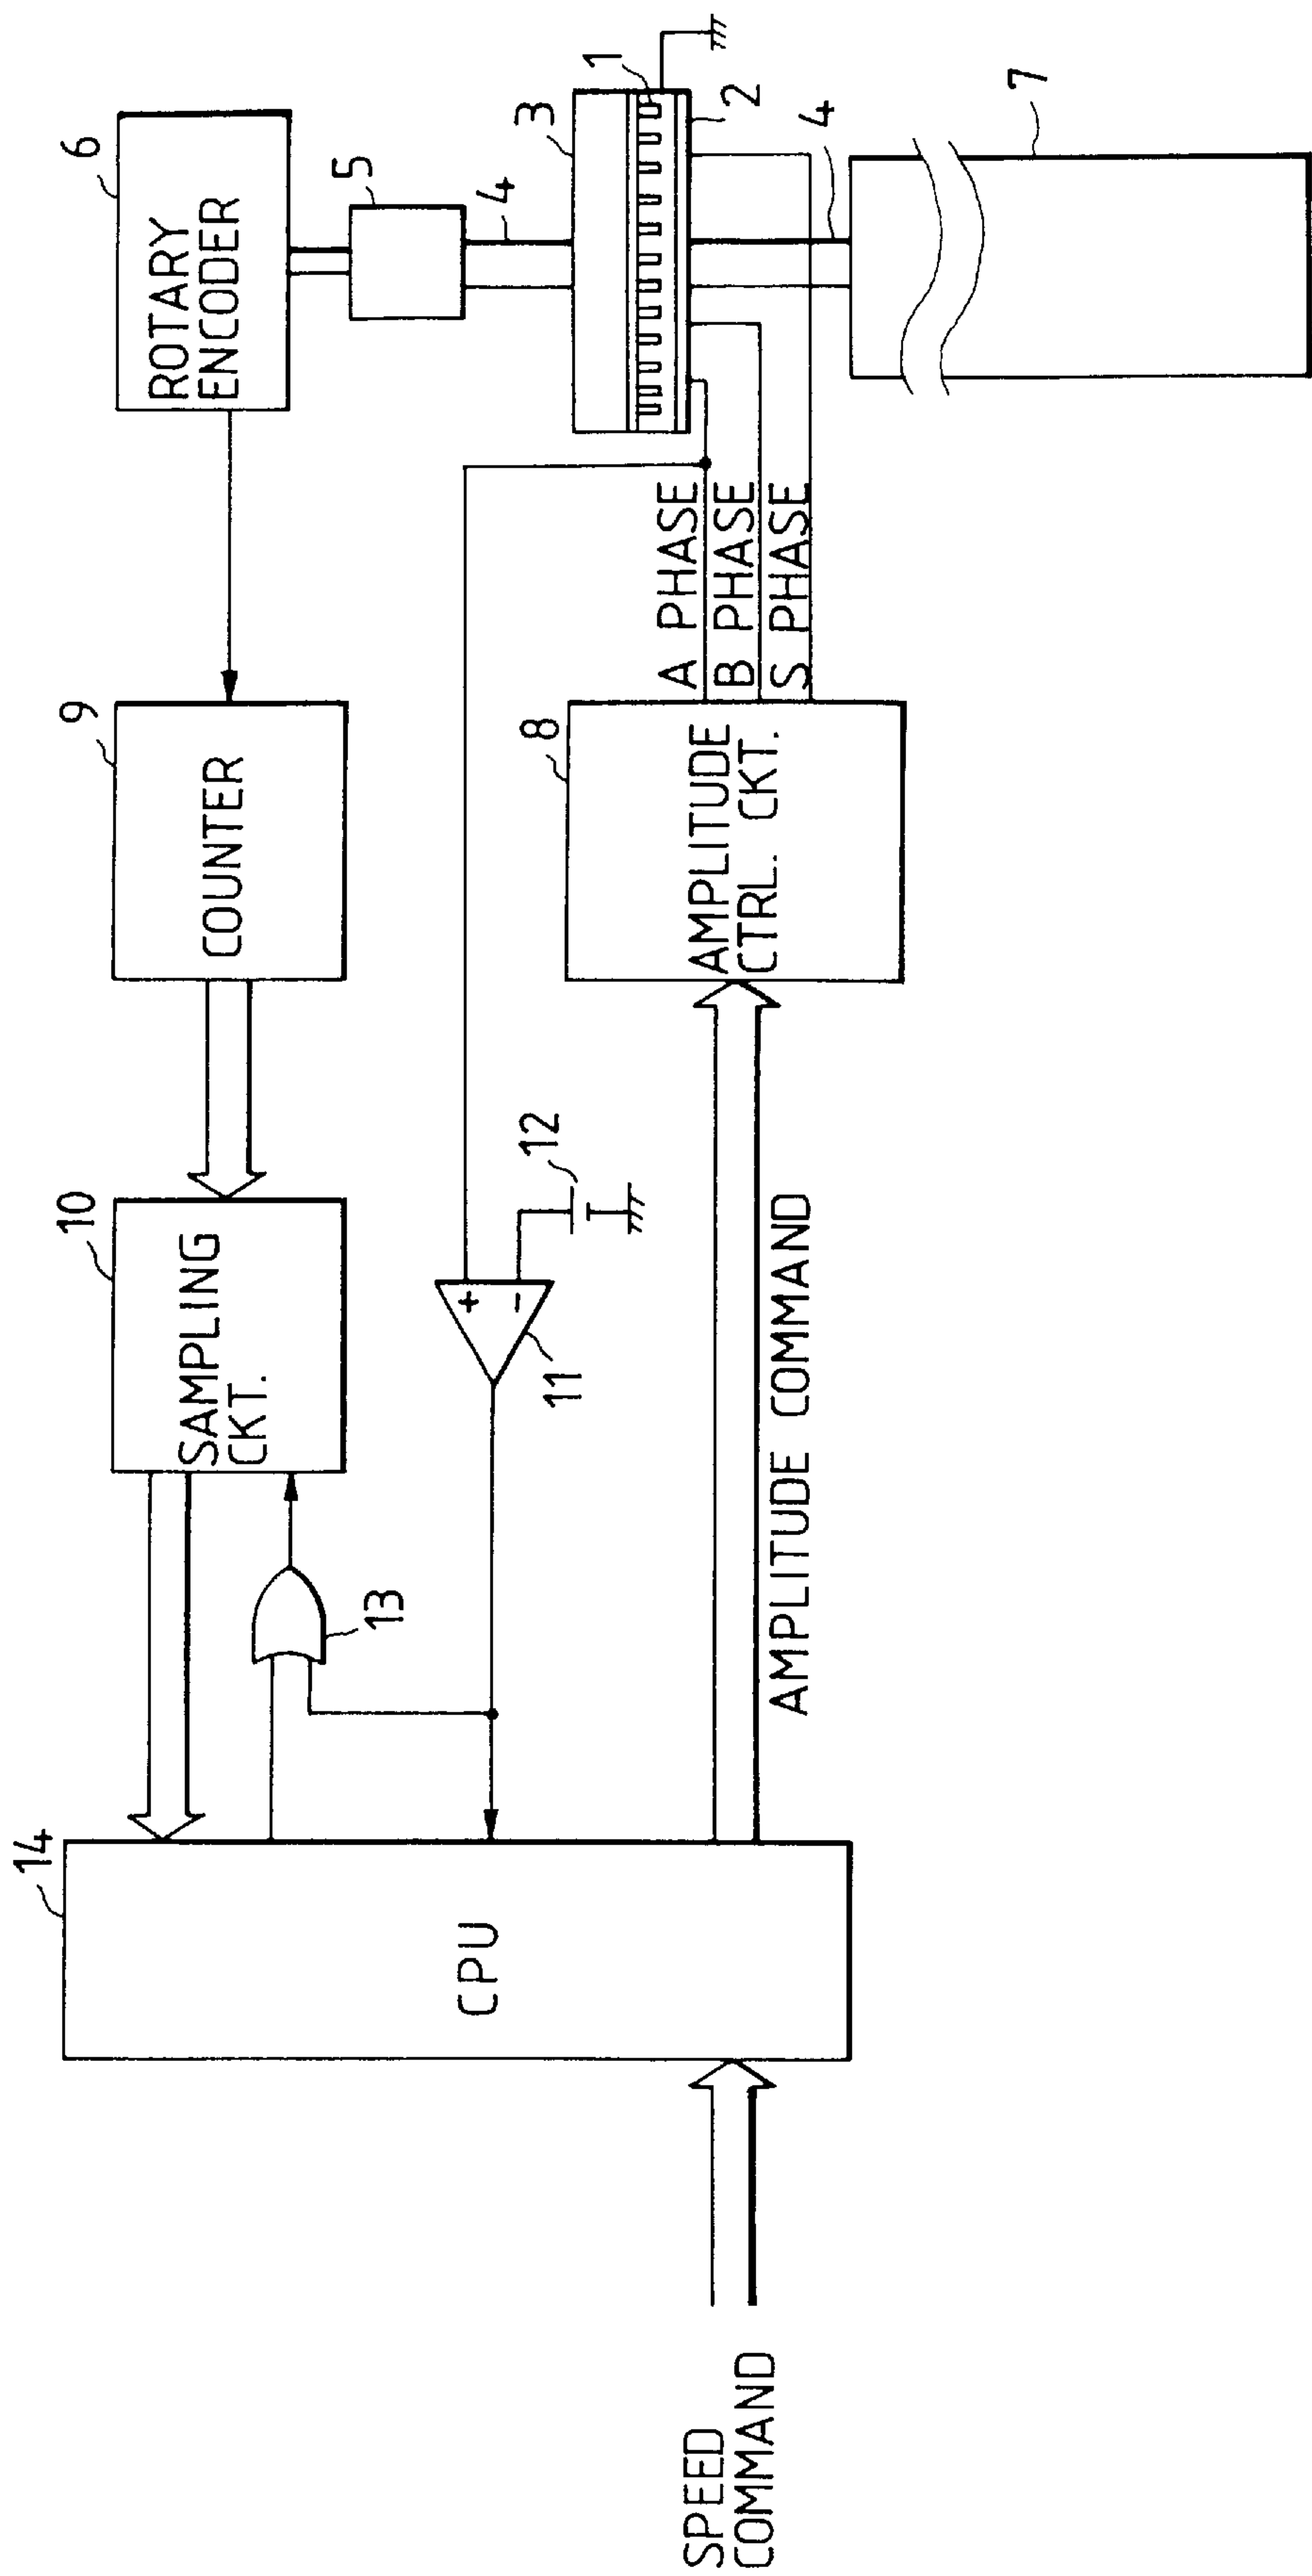 6
ROTARY
ENCODER
5
4
3
1
2
4
7
9
COUNTER
8
AMPLITUDE
CTRL. CKT.
A PHASE
B PHASE
S PHASE
10
SAMPLING
CKT.
12
+
-
11
13
14
CPU
AMPLITUDE COMMAND
SPEED
COMMAND